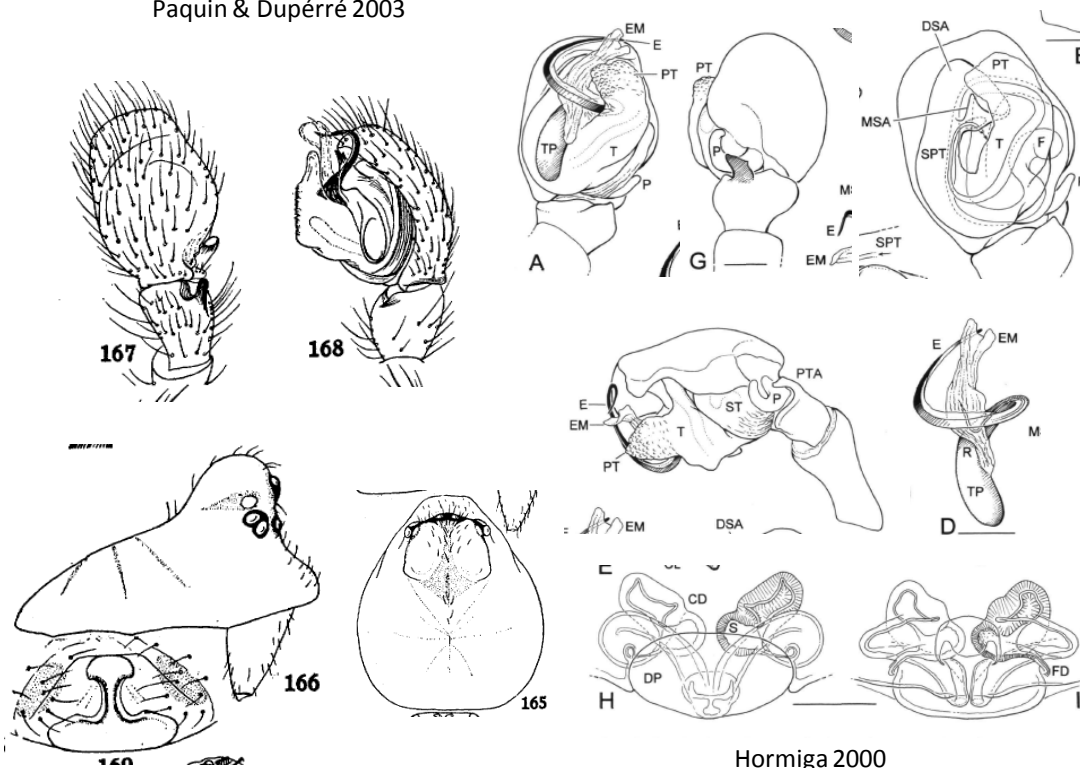 Paquin & Dupérré 2003
167
168
166
165
EM
E
PT
TP
T
P
A
PT
P
G
DSA
PT
MSA
SPT
T
F
E
EM
SPT
PTA
E
P
ST
EM
T
PT
EM
DSA
E
EM
R
TP
D
CD
S
DP
H
FD
Hormiga 2000